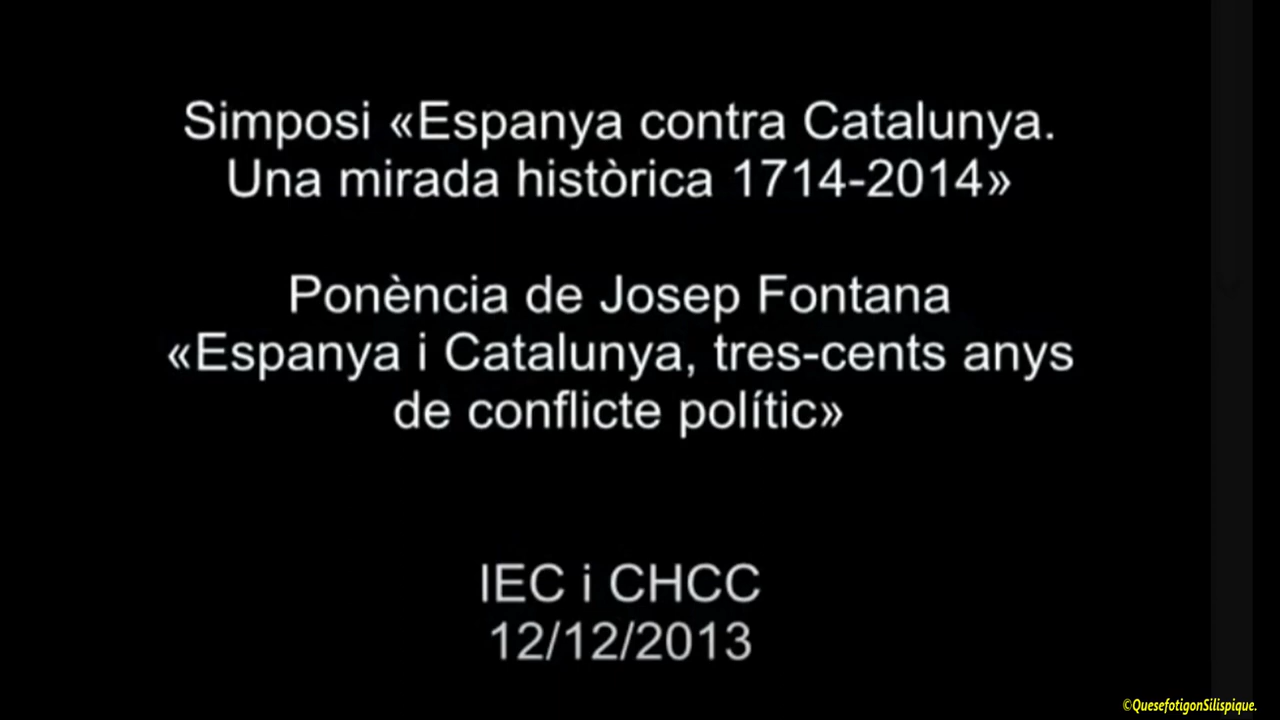 Simposi «Espanya contra Catalunya.
Una mirada històrica 1714-2014»
Ponència de Josep Fontana
«Espanya i Catalunya, tres-cents anys
de conflicte polític»
IEC i CHCC
12/12/2013
©QuesefotigonSilispique.